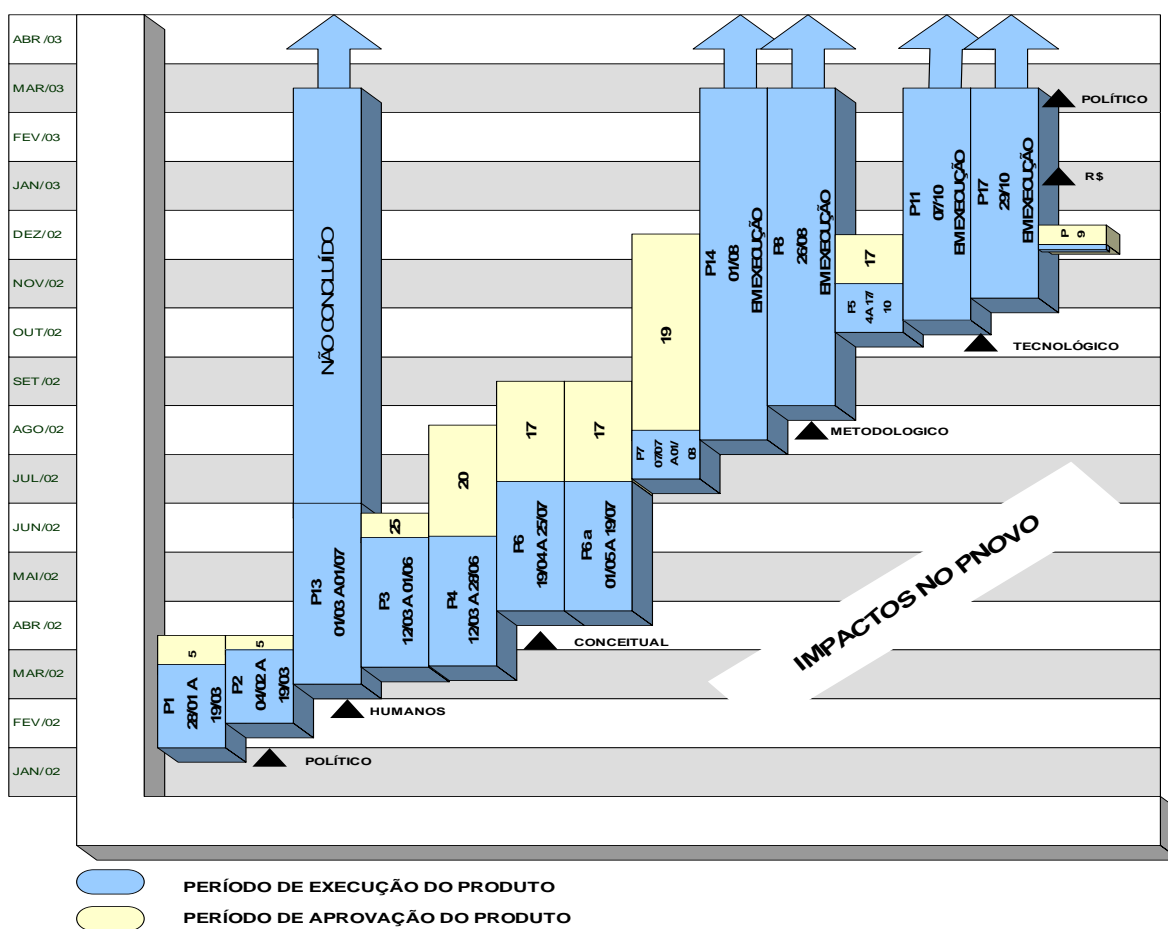 ABR/03
MAR/03
FEV/03
JAN/03
DEZ/02
NOV/02
OUT/02
SET/02
AGO/02
JUL/02
JUN/02
MAI/02
ABR/02
MAR/02
FEV/02
JAN/02
P1
28/01 A
19/03
5
P2
04/02 A
19/03
5
NÃO CONCLUÍDO
P13
01/03 A 01/07
P3
12/03 A 01/06
25
P4
12/03 A 28/06
20
P6
19/04 A 25/07
17
P6 a
01/05 A 19/07
17
P7
07/07
A 01/
08
19
P14
01/08
EM EXECUÇÃO
P8
26/08
EM EXECUÇÃO
P5
4 A 17/
10
17
P11
07/10
EM EXECUÇÃO
P17
29/10
EM EXECUÇÃO
P
9
POLÍTICO
R$
TECNOLÓGICO
METODOLOGICO
CONCEITUAL
HUMANOS
POLÍTICO
IMPACTOS NO PNOVO
PERÍODO DE EXECUÇÃO DO PRODUTO
PERÍODO DE APROVAÇÃO DO PRODUTO